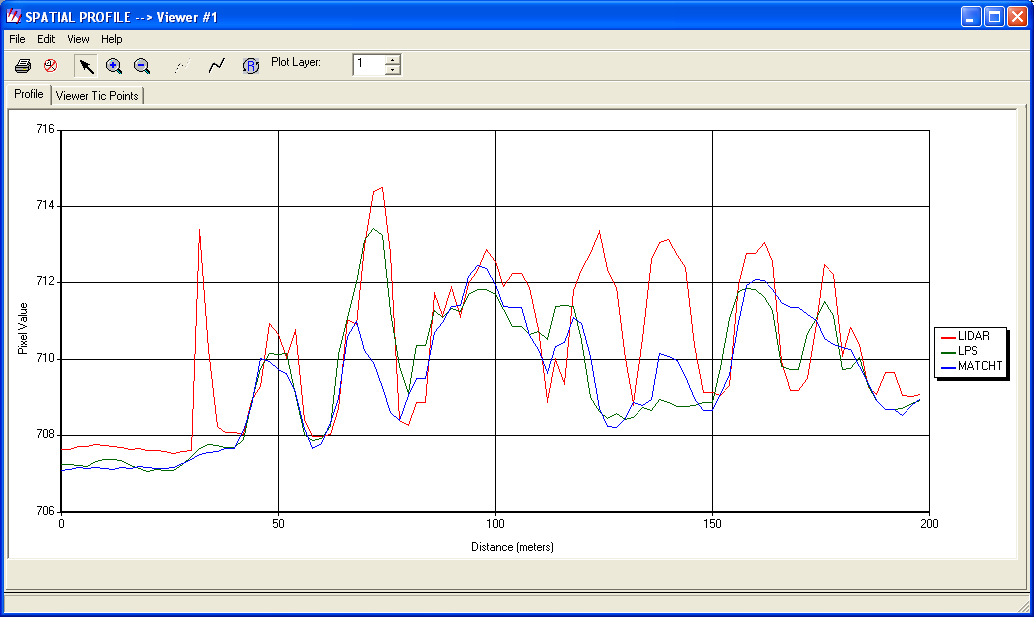 SPATIAL PROFILE --> Viewer #1
File Edit View Help
Plot Layer: 1
Profile Viewer Tic Points
716
714
712
710
708
706
Pixel Value
0 50 100 150 200
Distance (meters)
LIDAR
LPS
MATCHT